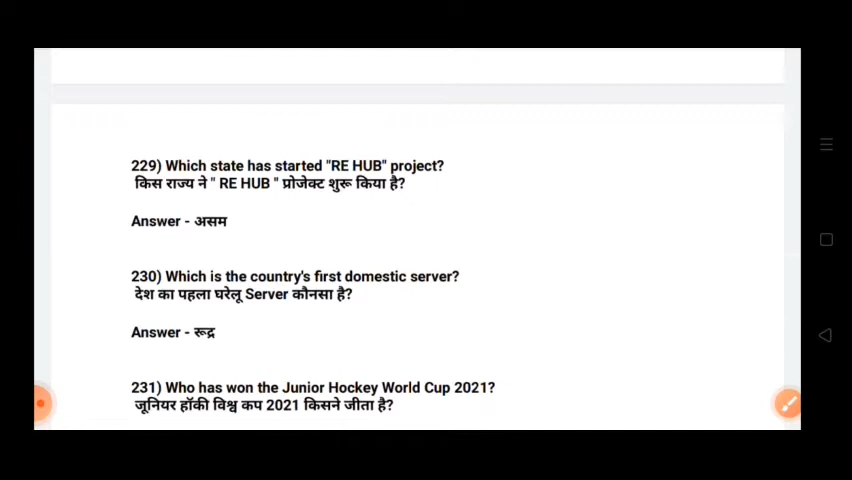 229) Which state has started "RE HUB" project?
किस राज्य ने " RE HUB " प्रोजेक्ट शुरू किया है?
Answer - असम
230) Which is the country's first domestic server?
देश का पहला घरेलू Server कौनसा है?
Answer - रूद्र
231) Who has won the Junior Hockey World Cup 2021?
जूनियर हॉकी विश्व कप 2021 किसने जीता है?